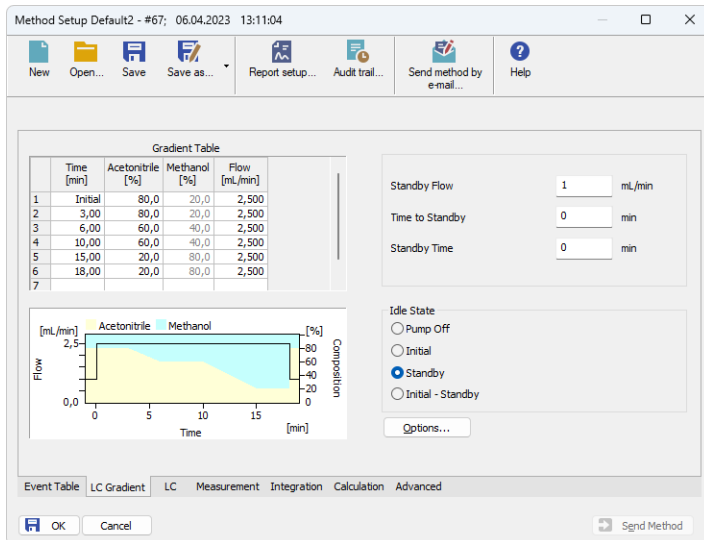 Method Setup Default2 - #67; 06.04.2023 13:11:04
New Open... Save Save as... Report setup... Audit trail... Send method by e-mail... Help
Gradient Table
Time [min] Acetonitrile [%] Methanol [%] Flow [mL/min]
1 Initial 80,0 20,0 2,500
2 3,00 80,0 20,0 2,500
3 6,00 60,0 40,0 2,500
4 10,00 60,0 40,0 2,500
5 15,00 20,0 80,0 2,500
6 18,00 20,0 80,0 2,500
7
Standby Flow 1 mL/min
Time to Standby 0 min
Standby Time 0 min
[mL/min] Acetonitrile Methanol [%]
2,5
0,0
Flow
80
60
40
20
0
Composition
0 5 10 15
Time [min]
Idle State
Pump Off
Initial
Standby
Initial - Standby
Options...
Event Table LC Gradient LC Measurement Integration Calculation Advanced
OK Cancel Send Method